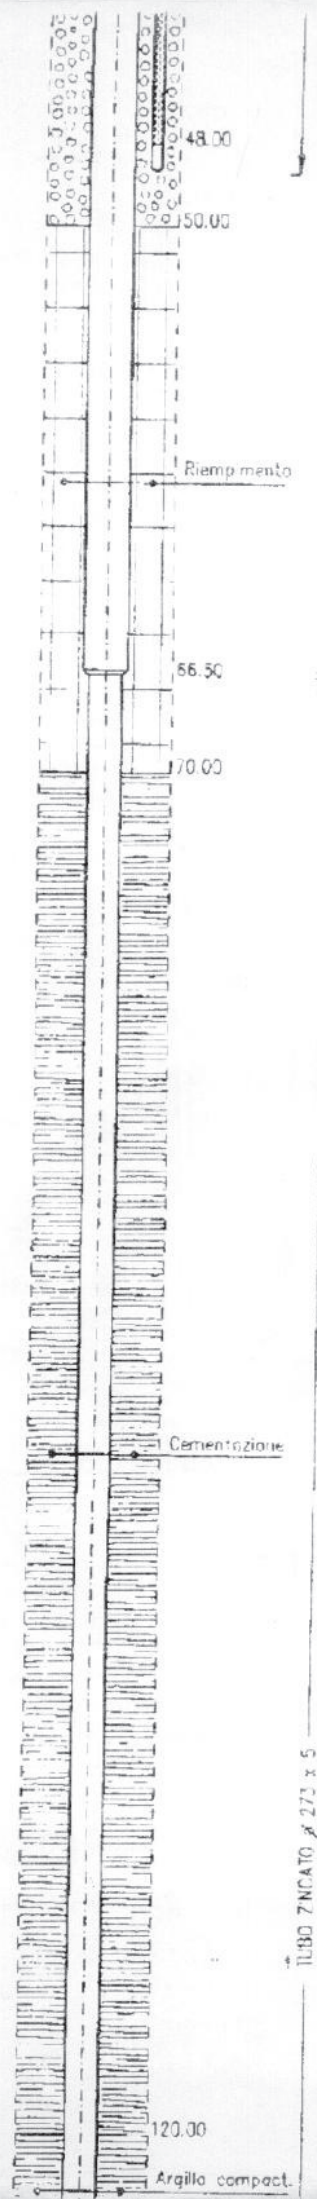 48.00
50.00
Riempimento
66.50
70.00
Cementazione
TUBO ZINCATO ø 273 x 5
120.00
Argilla compact.